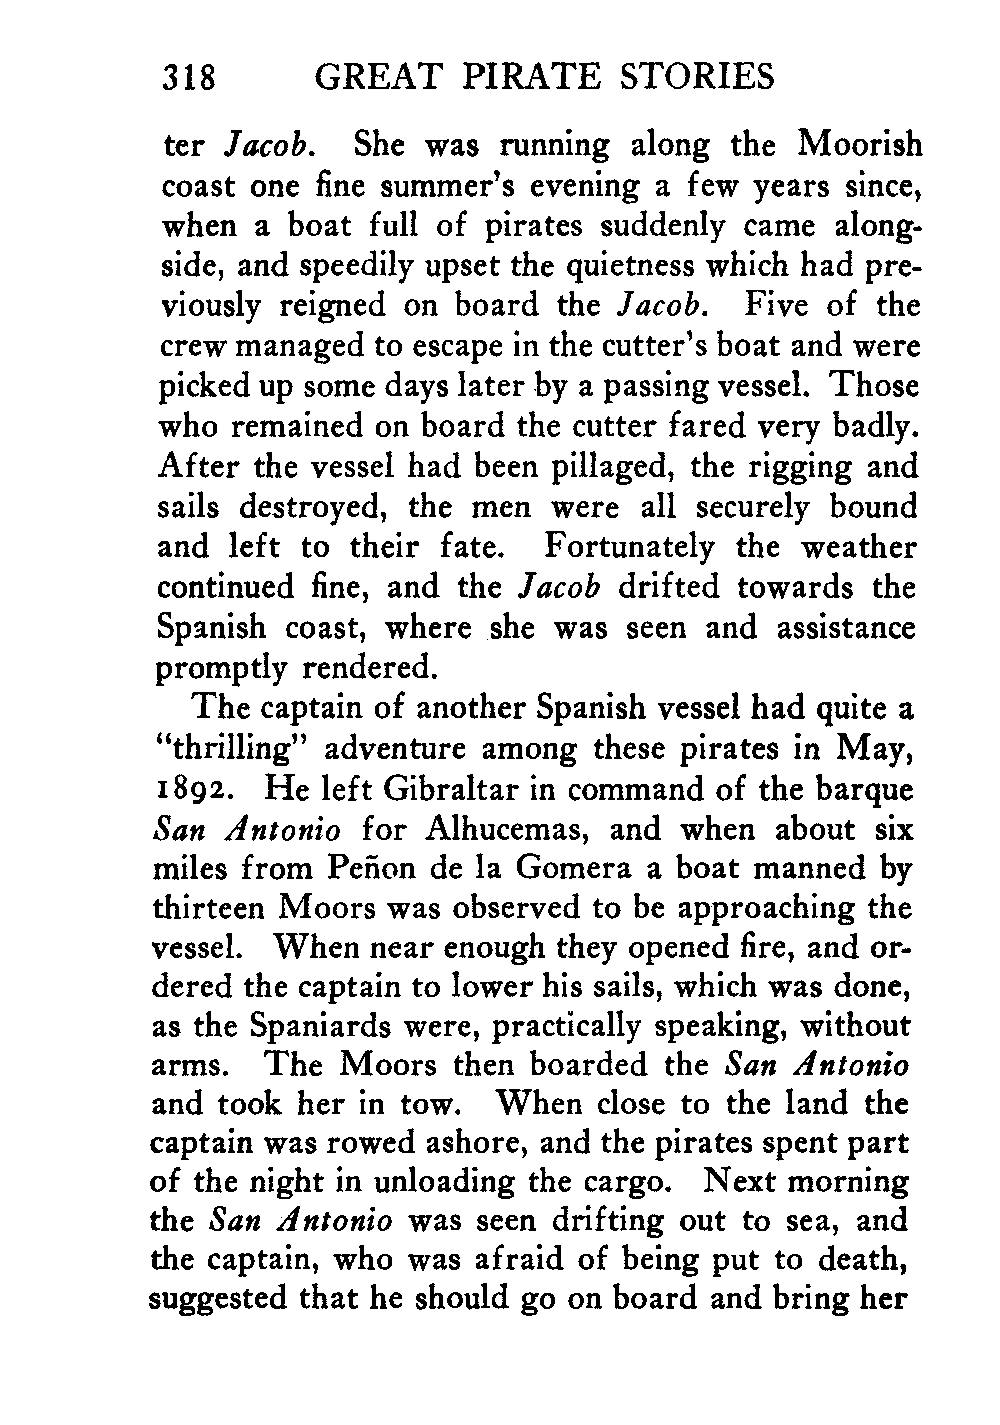 318 GREAT PIRATE STORIES
ter Jacob. She was running along the Moorish
coast one fine summer's evening a few years since,
when a boat full of pirates suddenly came along-
side, and speedily upset the quietness which had pre-
viously reigned on board the Jacob. Five of the
crew managed to escape in the cutter's boat and were
picked up some days later by a passing vessel. Those
who remained on board the cutter fared very badly.
After the vessel had been pillaged, the rigging and
sails destroyed, the men were all securely bound
and left to their fate. Fortunately the weather
continued fine, and the Jacob drifted towards the
Spanish coast, where she was seen and assistance
promptly rendered.
The captain of another Spanish vessel had quite a
“thrilling” adventure among these pirates in May,
1892. He left Gibraltar in command of the barque
San Antonio for Alhucemas, and when about six
miles from Peñon de la Gomera a boat manned by
thirteen Moors was observed to be approaching the
vessel. When near enough they opened fire, and or-
dered the captain to lower his sails, which was done,
as the Spaniards were, practically speaking, without
arms. The Moors then boarded the San Antonio
and took her in tow. When close to the land the
captain was rowed ashore, and the pirates spent part
of the night in unloading the cargo. Next morning
the San Antonio was seen drifting out to sea, and
the captain, who was afraid of being put to death,
suggested that he should go on board and bring her